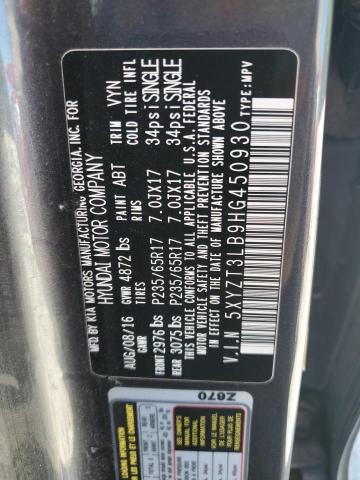 MFD BY KIA MOTORS MANUFACTURING GEORGIA, INC. FOR
HYUNDAI MOTOR COMPANY
AUG/08/16 GVWR 4872 lbs PAINT ABT TRIM VYN
GAWR TIRES RIMS COLD TIRE INFL
FRONT 2976 lbs P235/65R17 7.0JX17 34psi SINGLE
REAR 3075 lbs P235/65R17 7.0JX17 34psi SINGLE
THIS VEHICLE CONFORMS TO ALL APPLICABLE U.S.A. FEDERAL
MOTOR VEHICLE SAFETY AND THEFT PREVENTION STANDARDS
IN EFFECT ON THE DATE OF MANUFACTURE SHOWN ABOVE.
V.I.N 5XYZT3LB9HG450930 TYPE: MPV
Z670